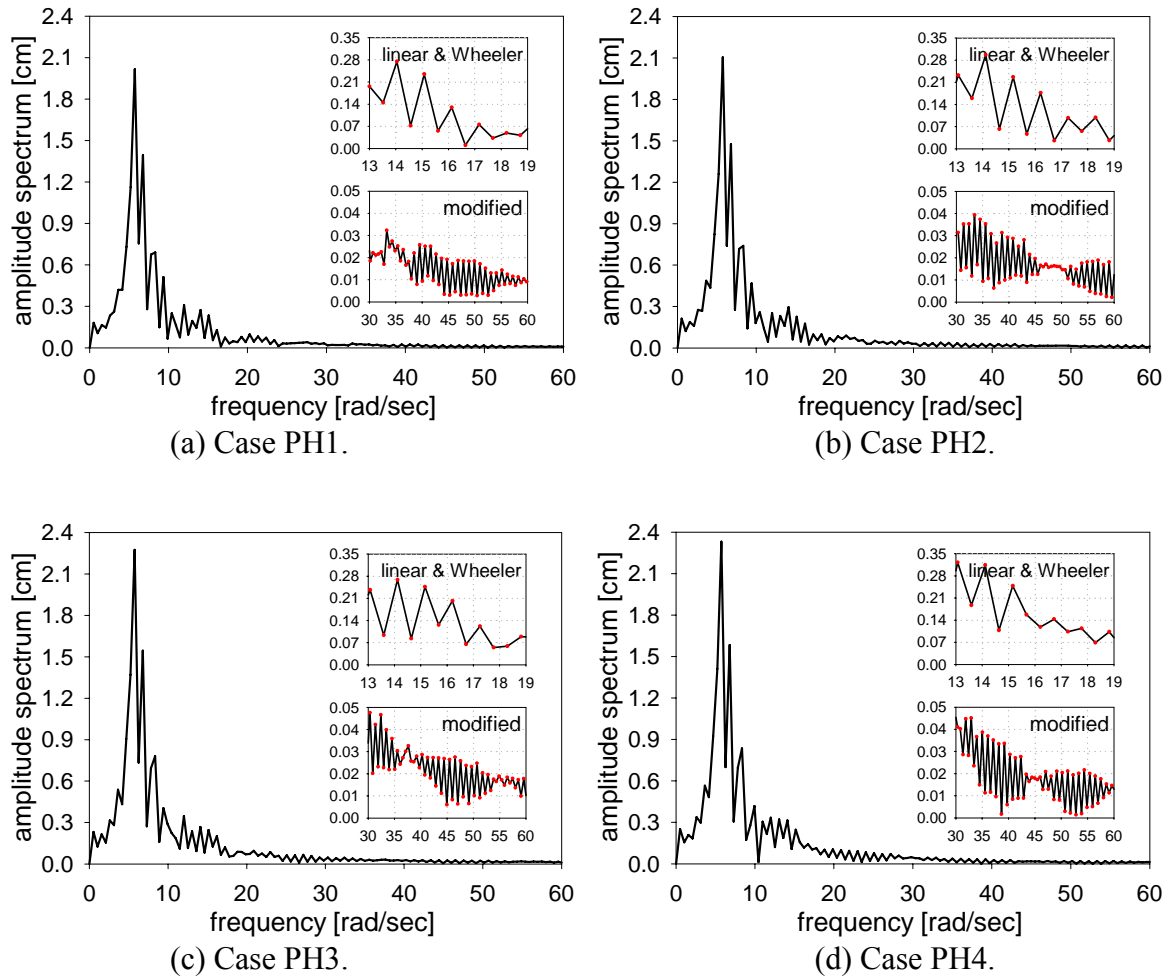 amplitude spectrum [cm]
2.4
2.1
1.8
1.5
1.2
0.9
0.6
0.3
0.0
0 10 20 30 40 50 60
frequency [rad/sec]
linear & Wheeler
0.35
0.28
0.21
0.14
0.07
0.00
13 14 15 16 17 18 19
modified
0.05
0.04
0.03
0.02
0.01
0.00
30 35 40 45 50 55 60
(a) Case PH1.
amplitude spectrum [cm]
2.4
2.1
1.8
1.5
1.2
0.9
0.6
0.3
0.0
0 10 20 30 40 50 60
frequency [rad/sec]
linear & Wheeler
0.35
0.28
0.21
0.14
0.07
0.00
13 14 15 16 17 18 19
modified
0.05
0.04
0.03
0.02
0.01
0.00
30 35 40 45 50 55 60
(b) Case PH2.
amplitude spectrum [cm]
2.4
2.1
1.8
1.5
1.2
0.9
0.6
0.3
0.0
0 10 20 30 40 50 60
frequency [rad/sec]
linear & Wheeler
0.35
0.28
0.21
0.14
0.07
0.00
13 14 15 16 17 18 19
modified
0.05
0.04
0.03
0.02
0.01
0.00
30 35 40 45 50 55 60
(c) Case PH3.
amplitude spectrum [cm]
2.4
2.1
1.8
1.5
1.2
0.9
0.6
0.3
0.0
0 10 20 30 40 50 60
frequency [rad/sec]
linear & Wheeler
0.35
0.28
0.21
0.14
0.07
0.00
13 14 15 16 17 18 19
modified
0.05
0.04
0.03
0.02
0.01
0.00
30 35 40 45 50 55 60
(d) Case PH4.